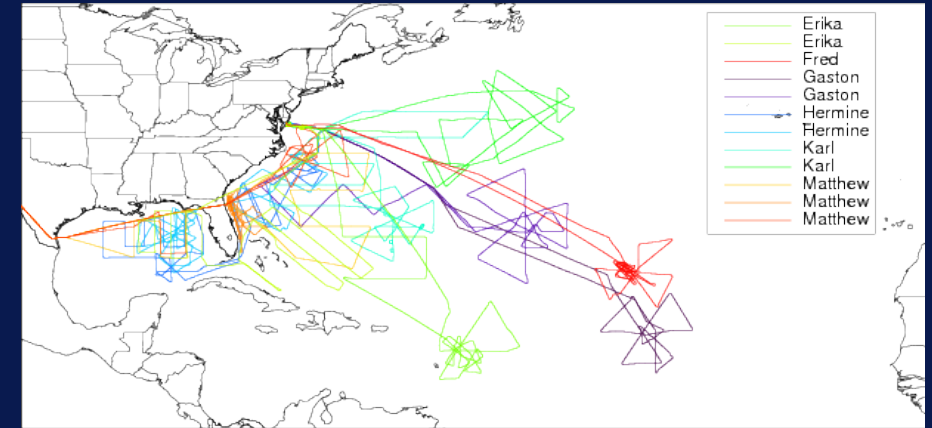 Erika
Erika
Fred
Gaston
Gaston
Hermine
Hermine
Karl
Karl
Matthew
Matthew
Matthew